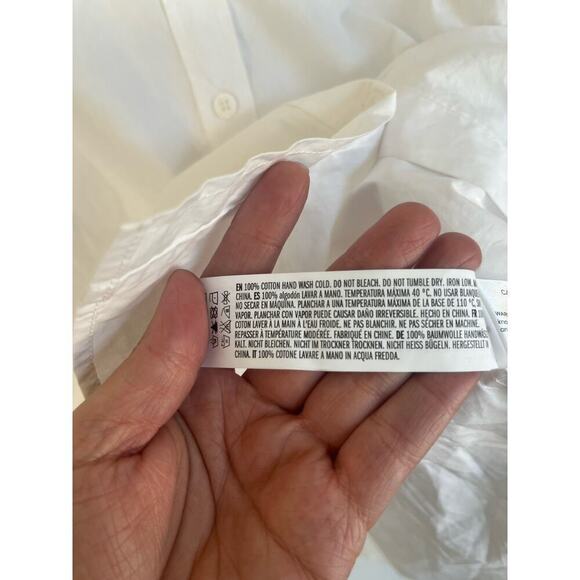 EN 100% COTTON HAND WASH COLD. DO NOT BLEACH. DO NOT TUMBLE DRY. IRON LOW.
CHINA. ES 100% algodón LAVAR A MANO. TEMPERATURA MÁXIMA 40 °C. NO USAR BLANQUE
NO SECAR EN MÁQUINA. PLANCHAR A UNA TEMPERATURA MÁXIMA DE LA BASE DE 110 °C.
VAPOR. PLANCHAR CON VAPOR PUEDE CAUSAR DAÑO IRREVERSIBLE. HECHO EN CHINA. FR
COTON LAVER À LA MAIN À L'EAU FROIDE. NE PAS BLANCHIR. NE PAS SÉCHER EN MACHINE.
REPASSER À TEMPÉRATURE MODÉRÉE. FABRIQUÉ EN CHINE. DE 100% BAUMWOLLE HANDWÄS
KALT. NICHT BLEICHEN. NICHT IM TROCKNER TROCKNEN. NICHT HEISS BÜGELN. HERGESTELLT
CHINA. IT 100% COTONE LAVARE A MANO IN ACQUA FREDDA.